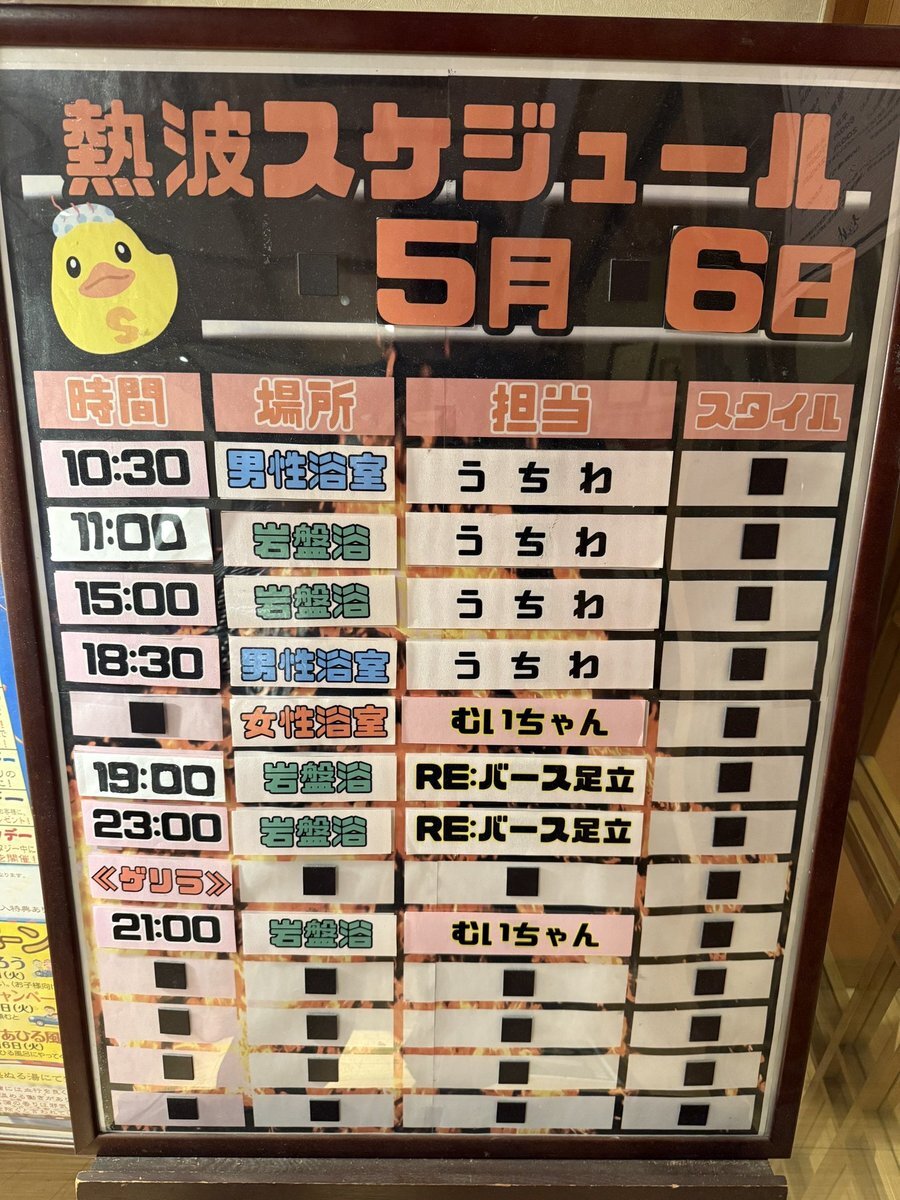 熱波スケジュール
5月 6日
S
時間 場所 担当 スタイル
10:30 男性浴室 うちわ
11:00 岩盤浴 うちわ
15:00 岩盤浴 うちわ
18:30 男性浴室 うちわ
女性浴室 むいちゃん
19:00 岩盤浴 RE:バース足立
23:00 岩盤浴 RE:バース足立
≪ゲリラ≫
21:00 岩盤浴 むいちゃん